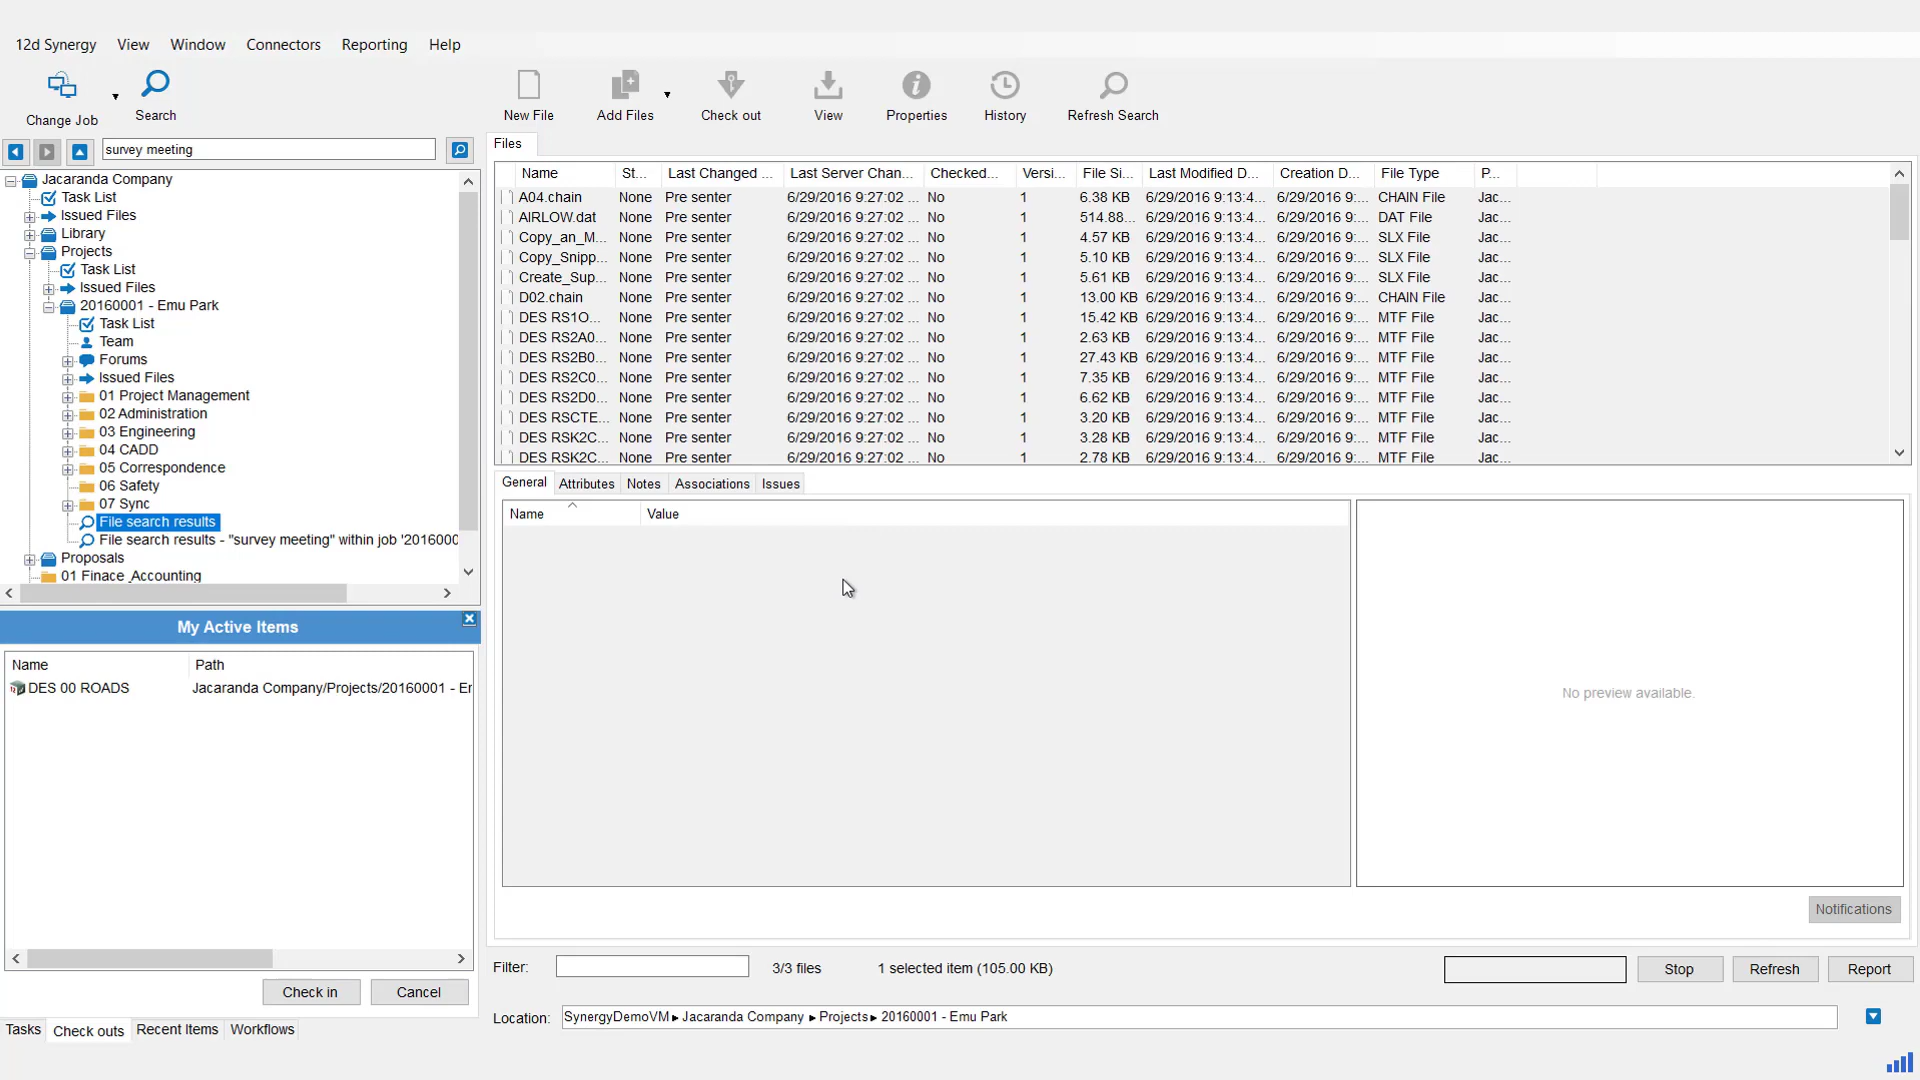 12d Synergy View Window Connectors Reporting Help
Change Job Search New File Add Files Check out View Properties History Refresh Search
survey meeting
Files
Jacaranda Company
Task List
Issued Files
Library
Projects
Task List
Issued Files
20160001 - Emu Park
Task List
Team
Forums
Issued Files
01 Project Management
02 Administration
03 Engineering
04 CADD
05 Correspondence
06 Safety
07 Sync
File search results
File search results - "survey meeting" within job '201600
Proposals
01 Finace_Accounting
Name St... Last Changed ... Last Server Chan... Checked... Versi... File Si... Last Modified D... Creation D... File Type P...
A04.chain None Pre senter 6/29/2016 9:27:02 ... No 1 6.38 KB 6/29/2016 9:13:4... 6/29/2016 9:... CHAIN File Jac...
AIRLOW.dat None Pre senter 6/29/2016 9:27:02 ... No 1 514.88... 6/29/2016 9:13:4... 6/29/2016 9:... DAT File Jac...
Copy_an_M... None Pre senter 6/29/2016 9:27:02 ... No 1 4.57 KB 6/29/2016 9:13:4... 6/29/2016 9:... SLX File Jac...
Copy_Snipp... None Pre senter 6/29/2016 9:27:02 ... No 1 5.10 KB 6/29/2016 9:13:4... 6/29/2016 9:... SLX File Jac...
Create_Sup... None Pre senter 6/29/2016 9:27:02 ... No 1 5.61 KB 6/29/2016 9:13:4... 6/29/2016 9:... SLX File Jac...
D02.chain None Pre senter 6/29/2016 9:27:02 ... No 1 13.00 KB 6/29/2016 9:13:4... 6/29/2016 9:... CHAIN File Jac...
DES RS1O... None Pre senter 6/29/2016 9:27:02 ... No 1 15.42 KB 6/29/2016 9:13:4... 6/29/2016 9:... MTF File Jac...
DES RS2A0... None Pre senter 6/29/2016 9:27:02 ... No 1 2.63 KB 6/29/2016 9:13:4... 6/29/2016 9:... MTF File Jac...
DES RS2B0... None Pre senter 6/29/2016 9:27:02 ... No 1 27.43 KB 6/29/2016 9:13:4... 6/29/2016 9:... MTF File Jac...
DES RS2C0... None Pre senter 6/29/2016 9:27:02 ... No 1 7.35 KB 6/29/2016 9:13:4... 6/29/2016 9:... MTF File Jac...
DES RS2D0... None Pre senter 6/29/2016 9:27:02 ... No 1 6.62 KB 6/29/2016 9:13:4... 6/29/2016 9:... MTF File Jac...
DES RSCTE... None Pre senter 6/29/2016 9:27:02 ... No 1 3.20 KB 6/29/2016 9:13:4... 6/29/2016 9:... MTF File Jac...
DES RSK2C... None Pre senter 6/29/2016 9:27:02 ... No 1 3.28 KB 6/29/2016 9:13:4... 6/29/2016 9:... MTF File Jac...
DES RSK2C... None Pre senter 6/29/2016 9:27:02 ... No 1 2.78 KB 6/29/2016 9:13:4... 6/29/2016 9:... MTF File Jac...
General Attributes Notes Associations Issues
Name Value
No preview available.
Notifications
My Active Items
Name Path
DES 00 ROADS Jacaranda Company/Projects/20160001 - Er
Check in Cancel
Tasks Check outs Recent Items Workflows
Filter: 3/3 files 1 selected item (105.00 KB) Stop Refresh Report
Location: SynergyDemoVM ▸ Jacaranda Company ▸ Projects ▸ 20160001 - Emu Park